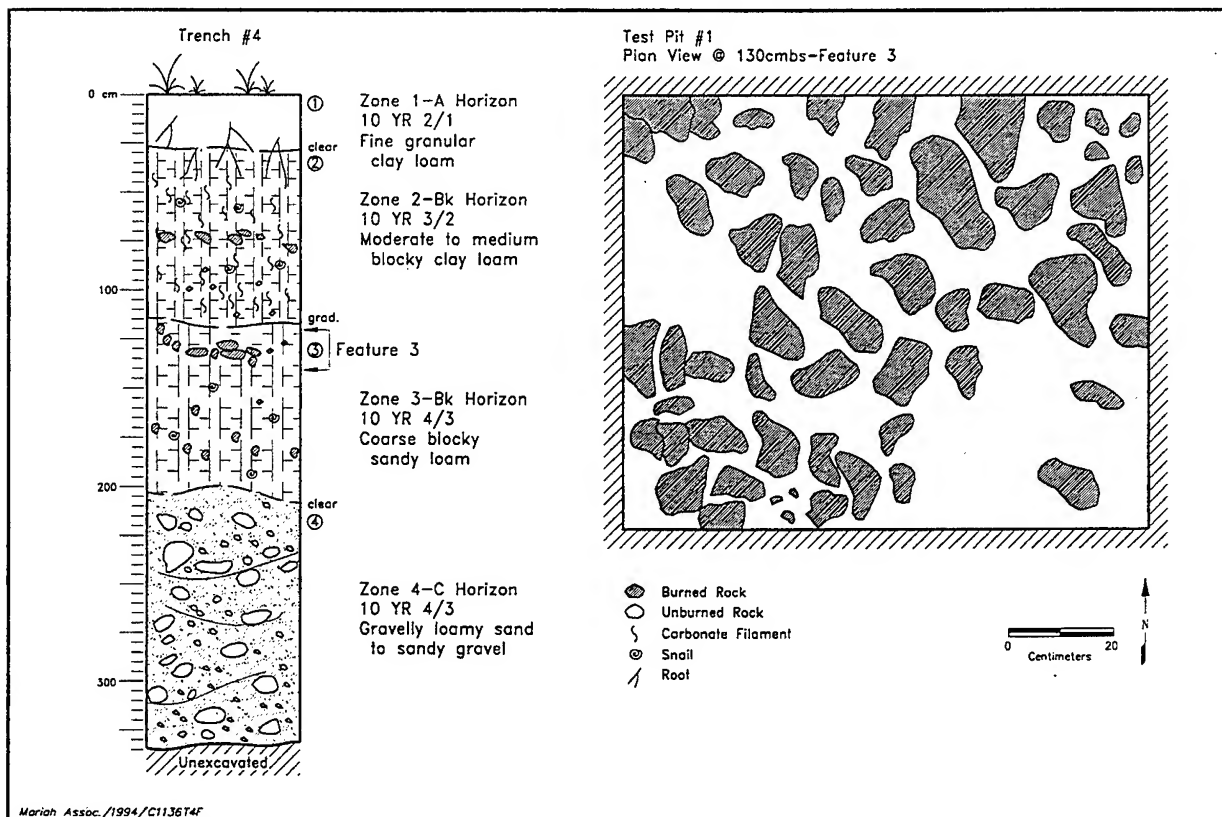 Trench #4
0 cm
100
200
300
①
clear
②
grad.
③ Feature 3
clear
④
Unexcavated
Zone 1-A Horizon
10 YR 2/1
Fine granular
clay loam
Zone 2-Bk Horizon
10 YR 3/2
Moderate to medium
blocky clay loam
Zone 3-Bk Horizon
10 YR 4/3
Coarse blocky
sandy loam
Zone 4-C Horizon
10 YR 4/3
Gravelly loamy sand
to sandy gravel
Test Pit #1
Plan View @ 130cmbs-Feature 3
Burned Rock
Unburned Rock
Carbonate Filament
Snail
Root
0 20
Centimeters
N
Mariah Assoc./1994/C1136T4F